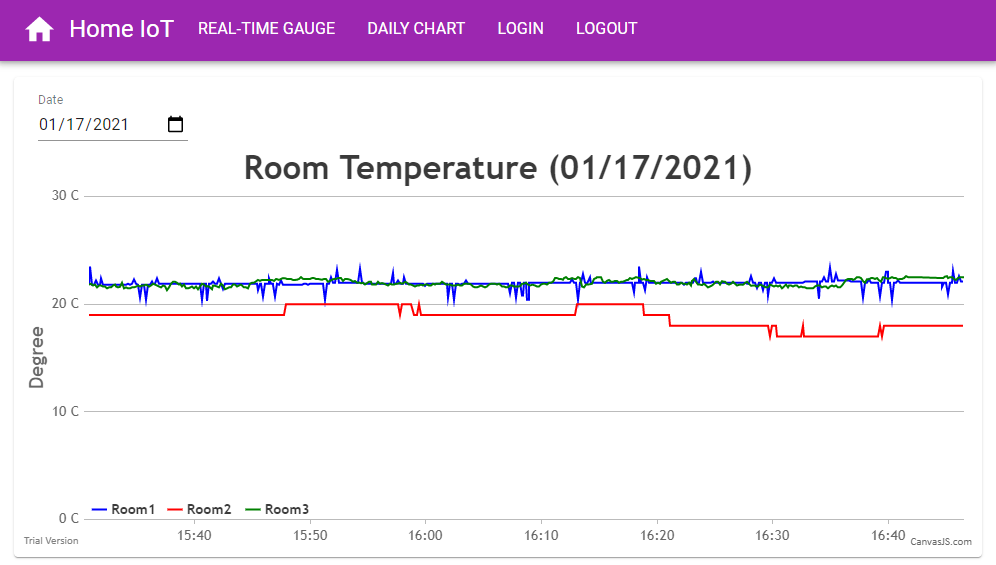 Home IoT REAL-TIME GAUGE DAILY CHART LOGIN LOGOUT
Date
01/17/2021
Room Temperature (01/17/2021)
30 C
20 C
Degree
10 C
0 C
Room1 Room2 Room3
15:40 15:50 16:00 16:10 16:20 16:30 16:40
Trial Version
CanvasJS.com